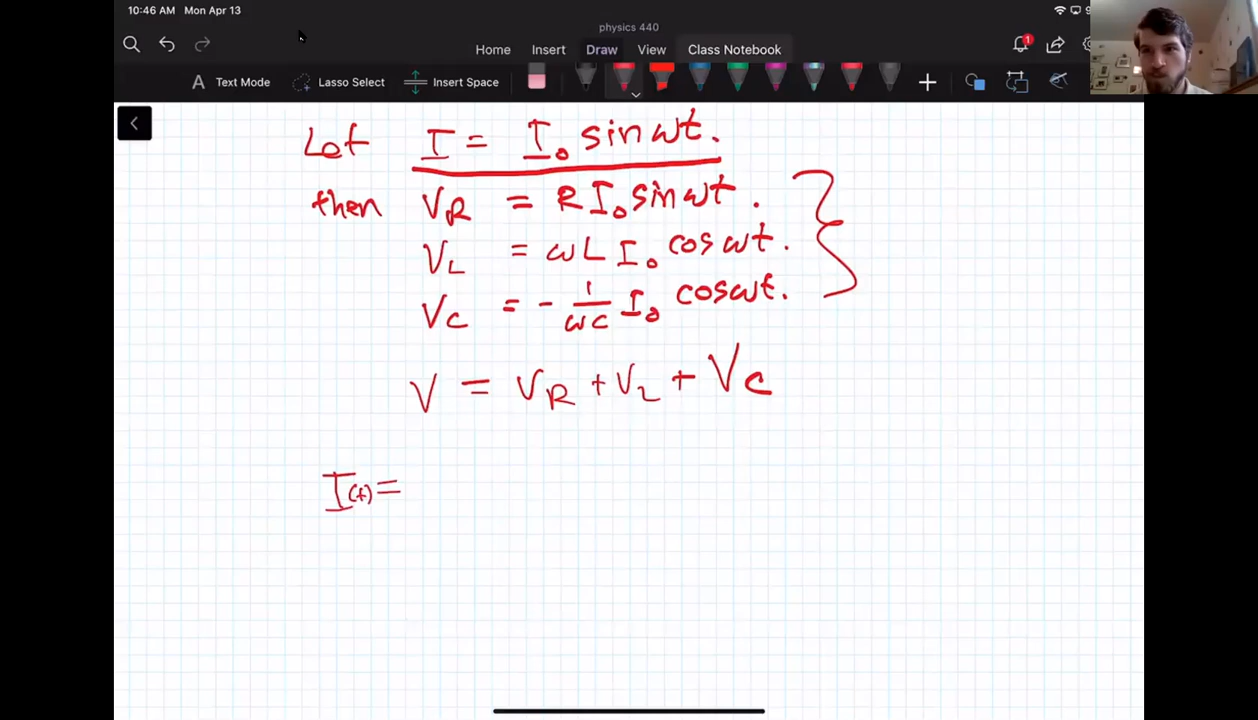 10:46 AM Mon Apr 13
physics 440
Home Insert Draw View Class Notebook
1
Text Mode Lasso Select Insert Space
Let I = I₀ sin ωt.
then V_R = R I₀ sin ωt.
V_L = ωL I₀ cos ωt.
V_C = - 1/ωC I₀ cos ωt.
V = V_R + V_L + V_C
I(t) =